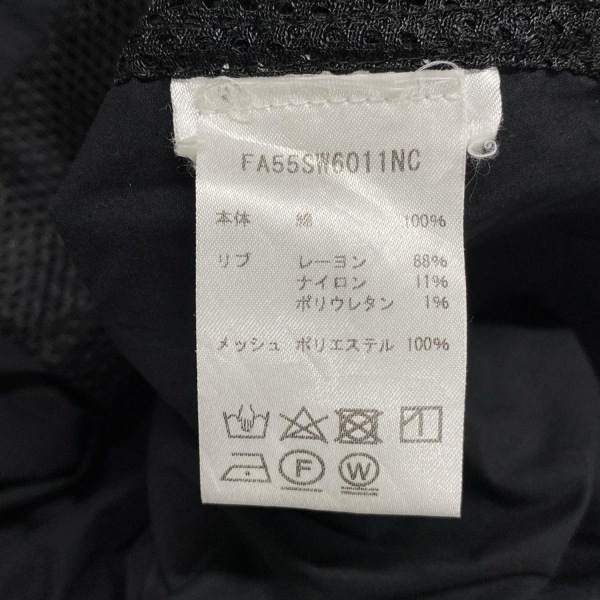 FA55SW6011NC
本体 綿 100%
リブ レーヨン 88%
ナイロン 11%
ポリウレタン 1%
メッシュ ポリエステル 100%
F W